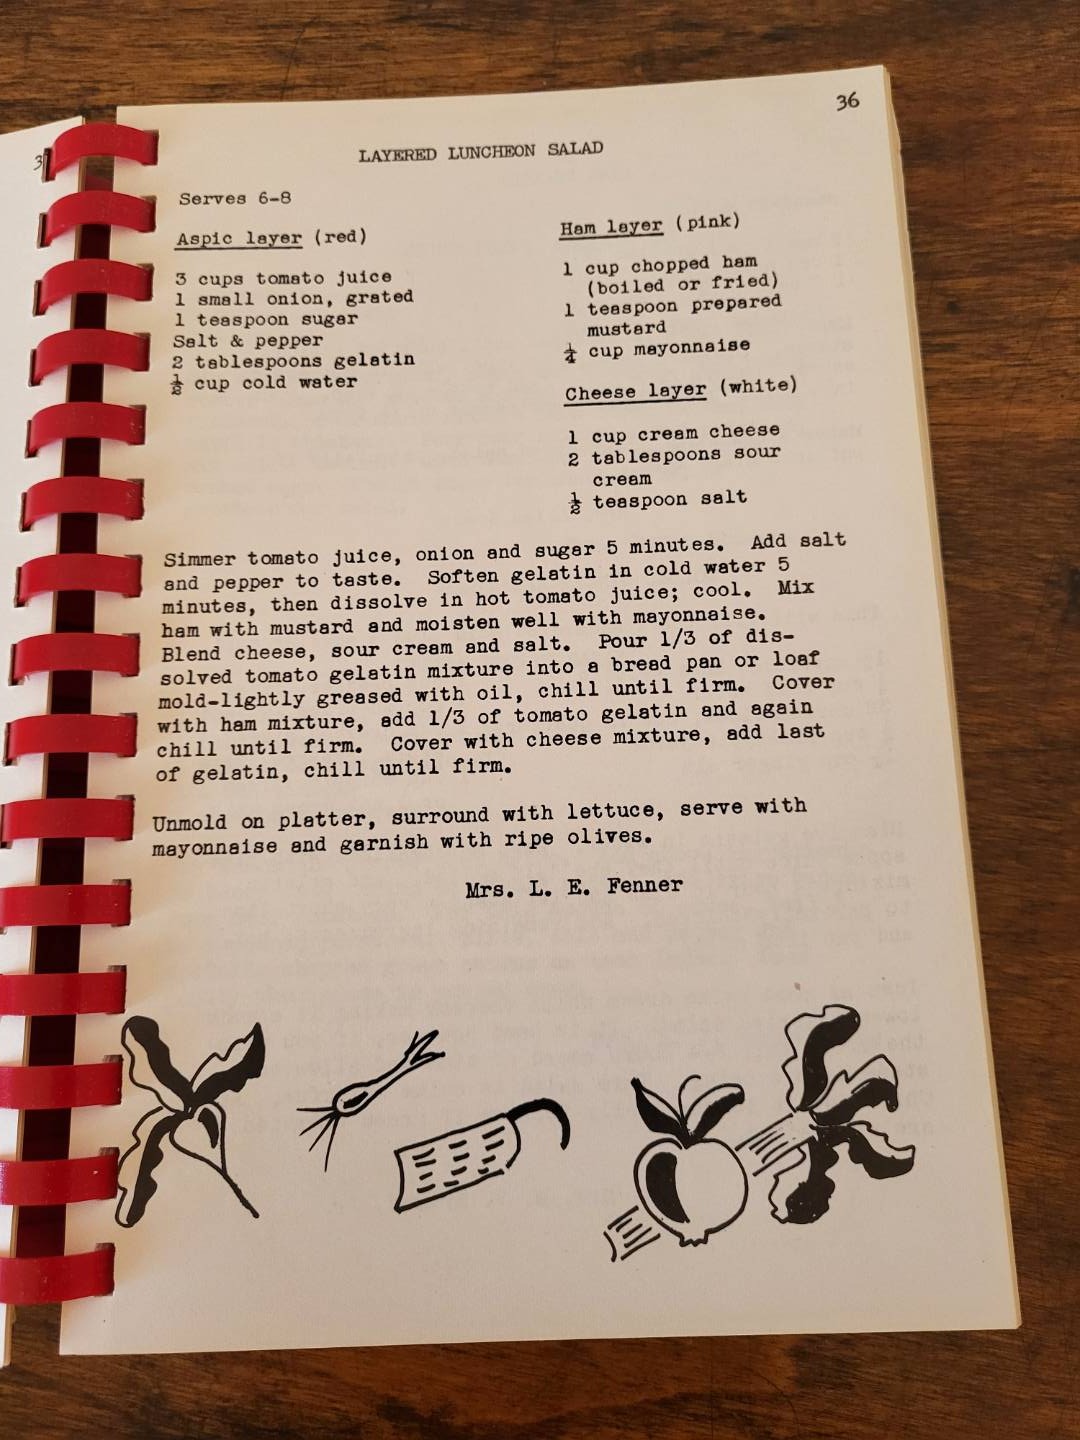 36
3
LAYERED LUNCHEON SALAD
Serves 6-8
Aspic layer (red)
3 cups tomato juice
1 small onion, grated
1 teaspoon sugar
Salt & pepper
2 tablespoons gelatin
½ cup cold water
Ham layer (pink)
1 cup chopped ham
(boiled or fried)
1 teaspoon prepared
mustard
¼ cup mayonnaise
Cheese layer (white)
1 cup cream cheese
2 tablespoons sour
cream
½ teaspoon salt
Simmer tomato juice, onion and sugar 5 minutes. Add salt
and pepper to taste. Soften gelatin in cold water 5
minutes, then dissolve in hot tomato juice; cool. Mix
ham with mustard and moisten well with mayonnaise.
Blend cheese, sour cream and salt. Pour 1/3 of dis-
solved tomato gelatin mixture into a bread pan or loaf
mold-lightly greased with oil, chill until firm. Cover
with ham mixture, add 1/3 of tomato gelatin and again
chill until firm. Cover with cheese mixture, add last
of gelatin, chill until firm.
Unmold on platter, surround with lettuce, serve with
mayonnaise and garnish with ripe olives.
Mrs. L. E. Fenner